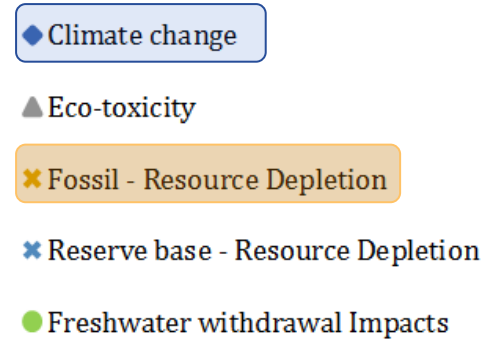 Climate change
Eco-toxicity
Fossil - Resource Depletion
Reserve base - Resource Depletion
Freshwater withdrawal Impacts